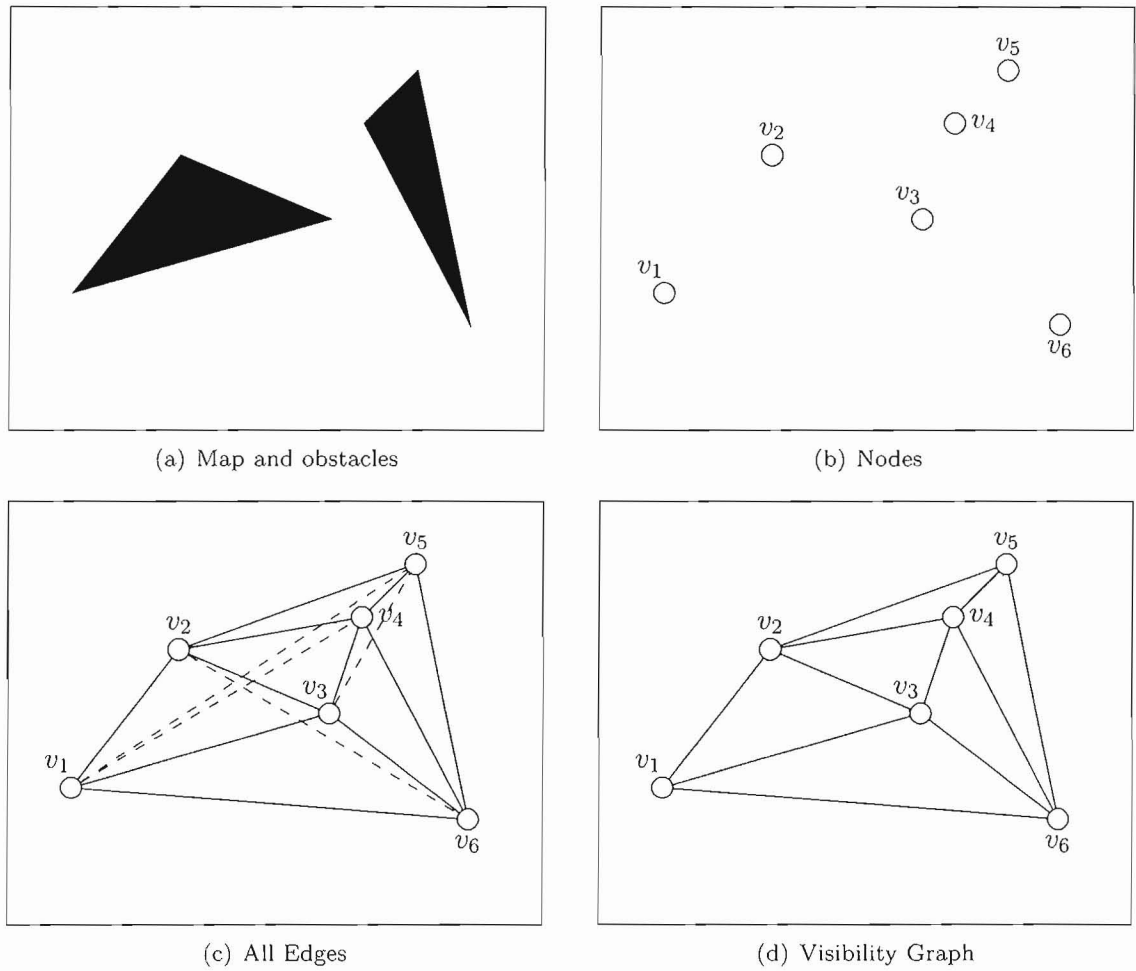 v5
v2
v4
v3
v1
v6
(a) Map and obstacles
(b) Nodes
v5
v2
v4
v3
v1
v6
v5
v2
v4
v3
v1
v6
(c) All Edges
(d) Visibility Graph